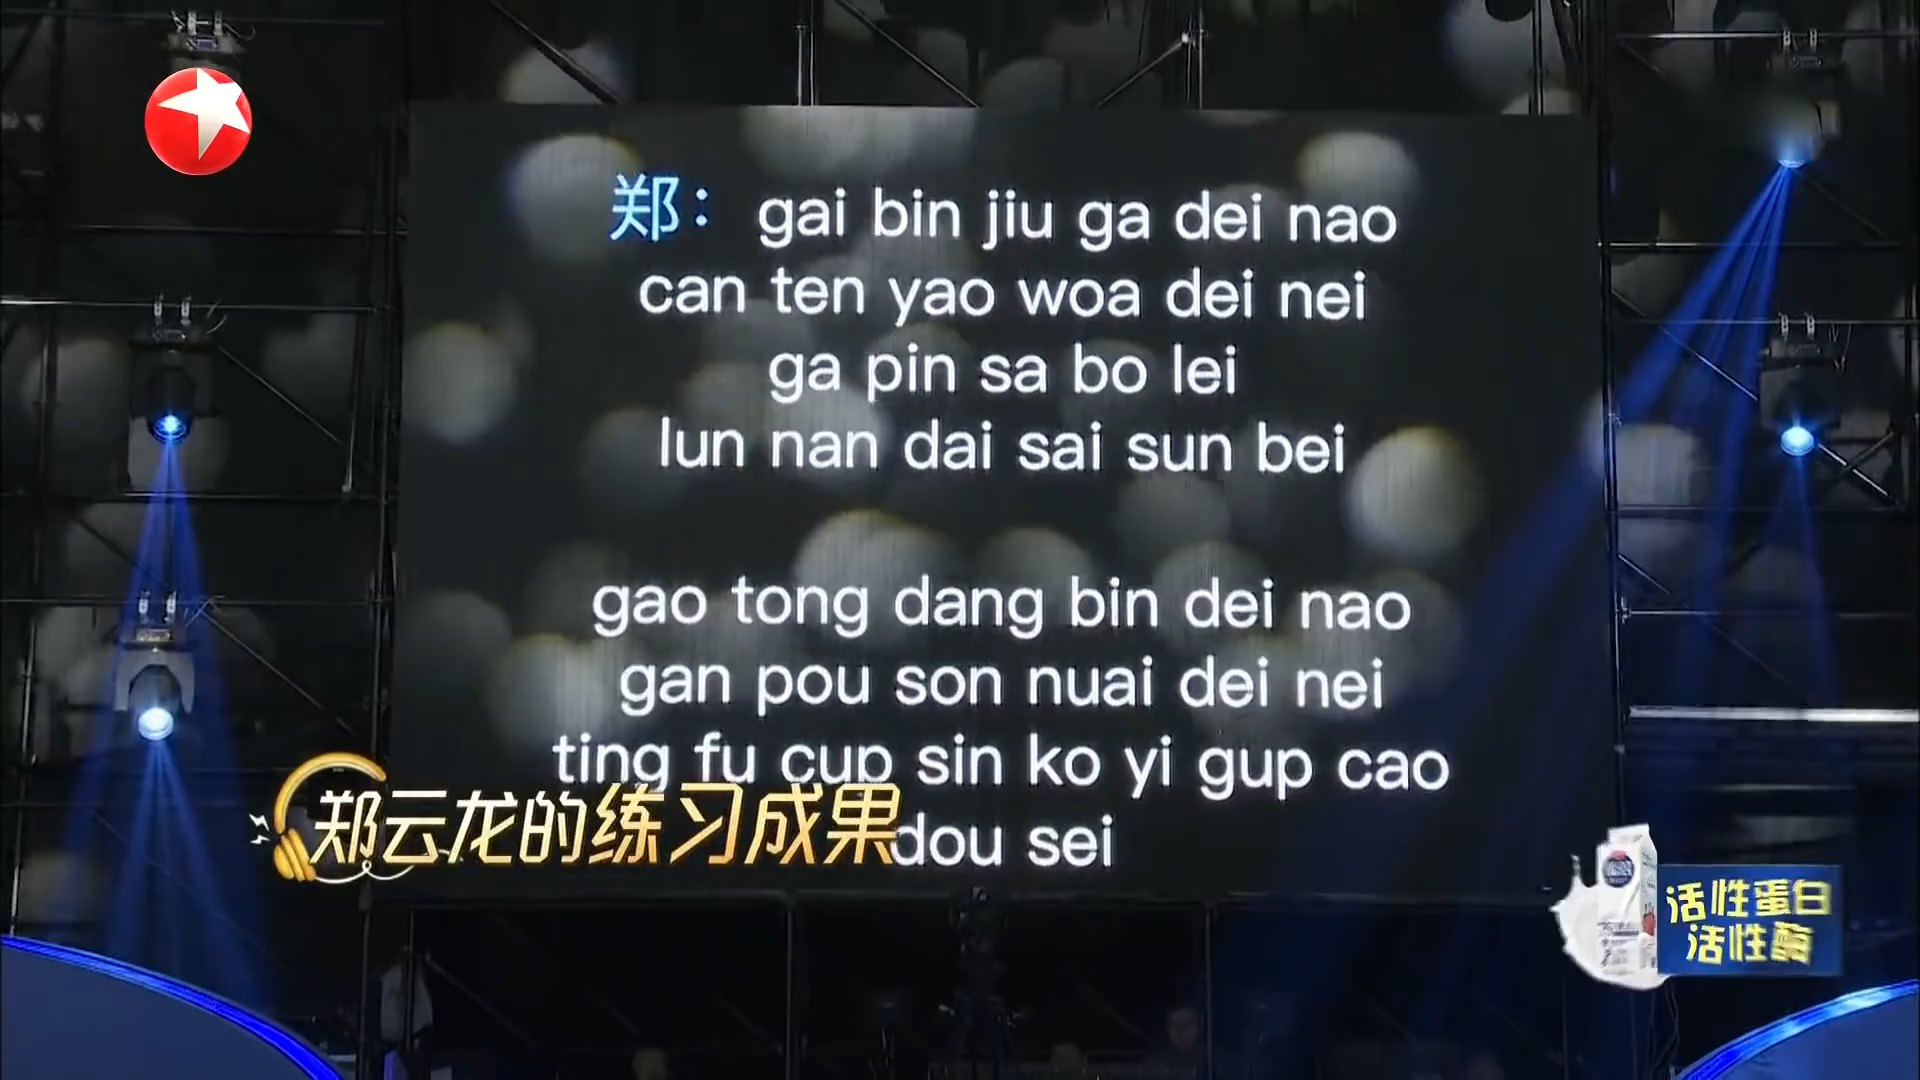 郑： gai bin jiu ga dei nao
can ten yao woa dei nei
ga pin sa bo lei
lun nan dai sai sun bei
gao tong dang bin dei nao
gan pou son nuai dei nei
ting fu cup sin ko yi gup cao
dou sei
郑云龙的练习成果
活性蛋白
活性酶